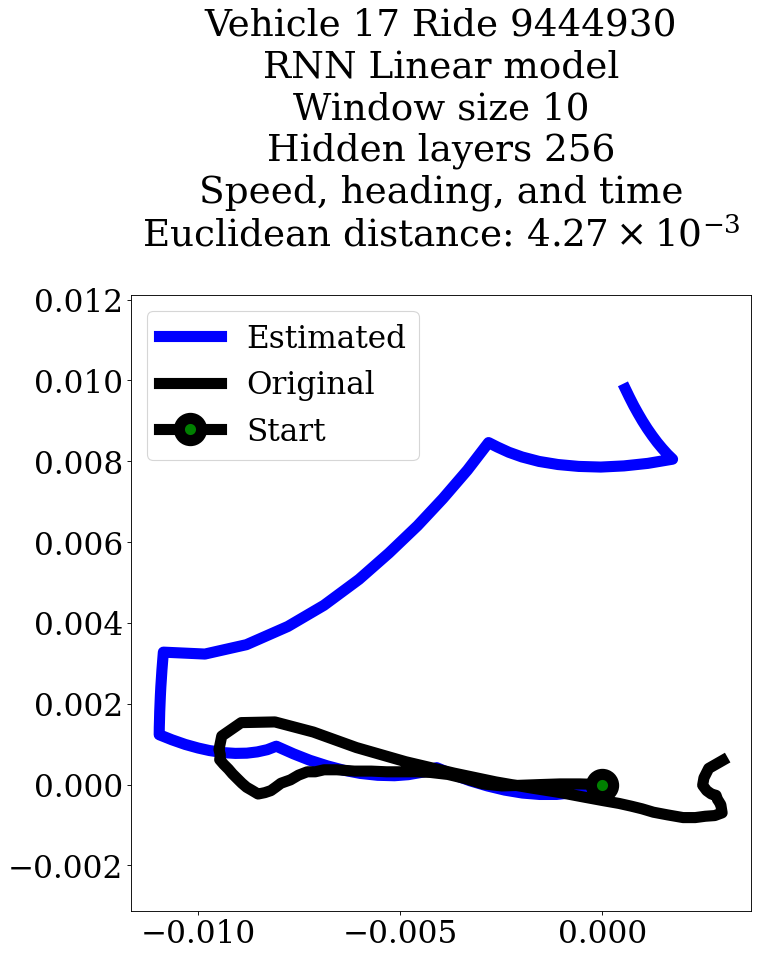 Vehicle 17 Ride 9444930
RNN Linear model
Window size 10
Hidden layers 256
Speed, heading, and time
Euclidean distance: 4.27 × 10⁻³
0.012
0.010
0.008
0.006
0.004
0.002
0.000
−0.002
Estimated
Original
Start
−0.010
−0.005
0.000